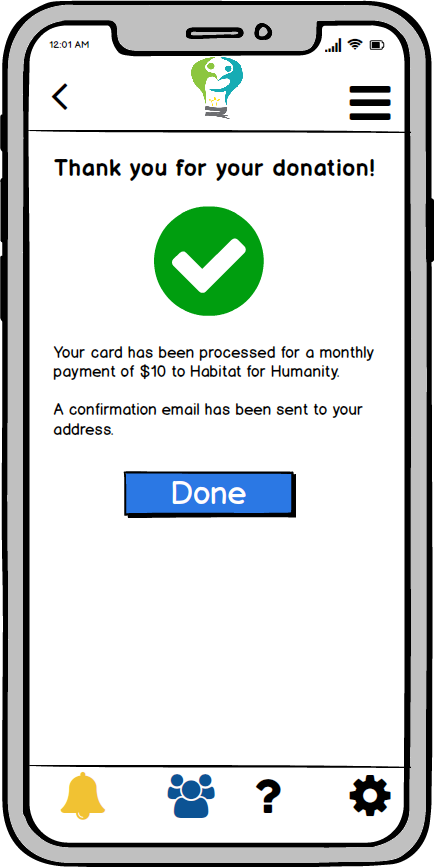 12:01 AM
Thank you for your donation!
Your card has been processed for a monthly
payment of $10 to Habitat for Humanity.
A confirmation email has been sent to your
address.
Done
?